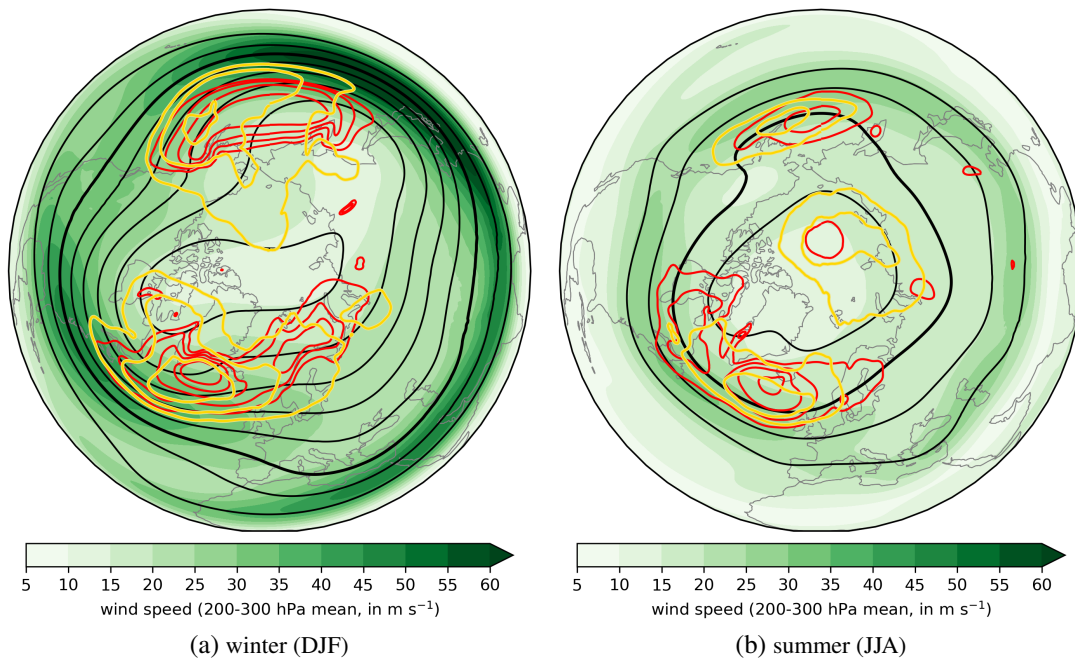 5 10 15 20 25 30 35 40 45 50 55 60
wind speed (200-300 hPa mean, in m s⁻¹)
(a) winter (DJF)
5 10 15 20 25 30 35 40 45 50 55 60
wind speed (200-300 hPa mean, in m s⁻¹)
(b) summer (JJA)